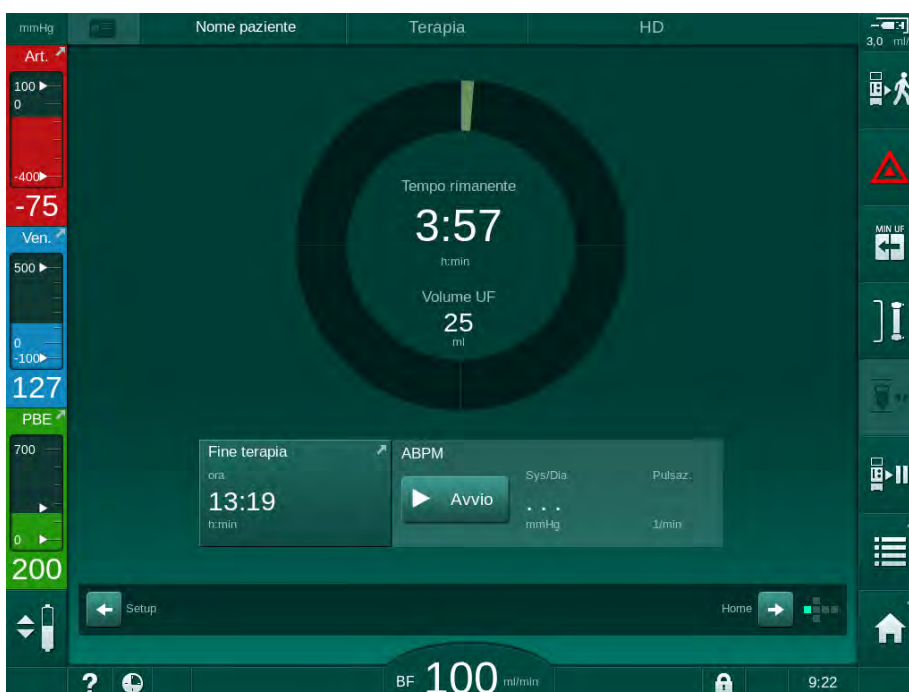 mmHg
Nome paziente
Terapia
HD
3,0 ml/
Art.
100
0
-400
-75
Ven.
500
0
-100
127
PBE
700
0
200
Tempo rimanente
3:57
h:min
Volume UF
25
ml
MIN UF
Fine terapia
ora
13:19
h:min
ABPM
Avvio
Sys/Dia
. . .
mmHg
Pulsaz.
1/min
Setup
Home
?
BF 100 ml/min
9:22